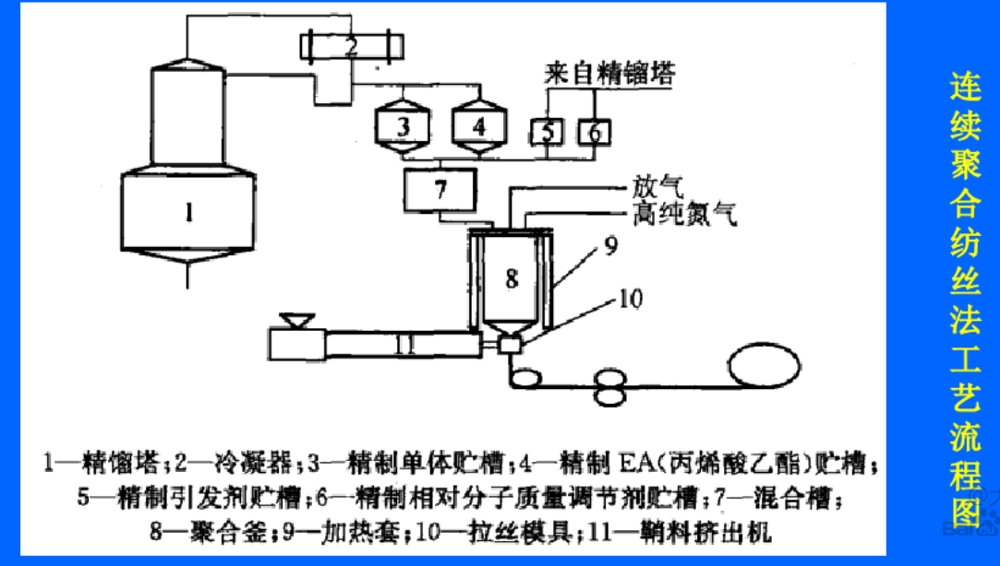 2
来自精馏塔
3
4
5
6
7
放气
高纯氮气
1
9
8
10
11
1—精馏塔;2—冷凝器;3—精制单体贮槽;4—精制 EA(丙烯酸乙酯)贮槽;
5—精制引发剂贮槽;6—精制相对分子质量调节剂贮槽;7—混合槽;
8—聚合釜;9—加热套;10—拉丝模具;11—鞘料挤出机
连续聚合纺丝法工艺流程图